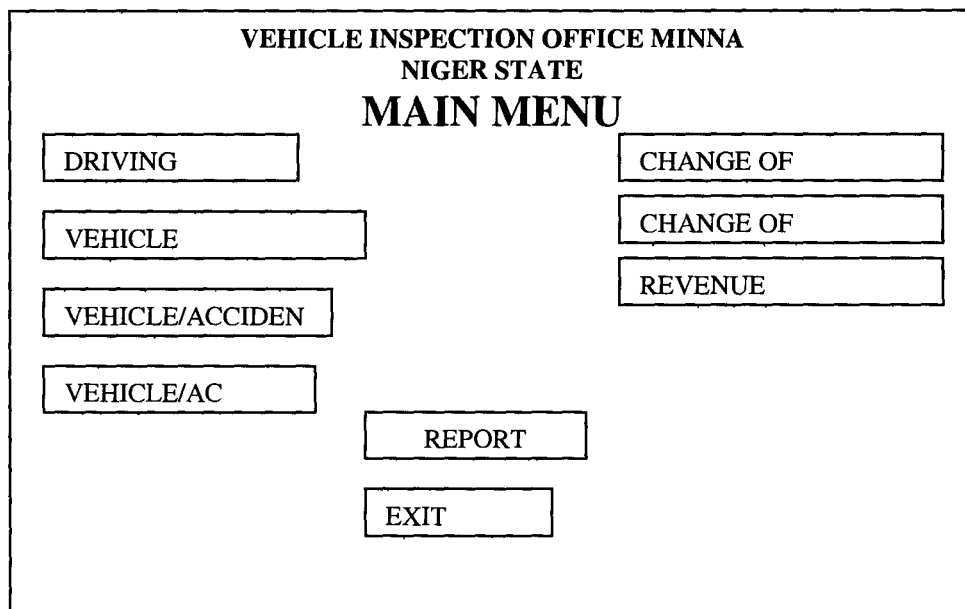 VEHICLE INSPECTION OFFICE MINNA
NIGER STATE
MAIN MENU
DRIVING
VEHICLE
VEHICLE/ACCIDEN
VEHICLE/AC
CHANGE OF
CHANGE OF
REVENUE
REPORT
EXIT